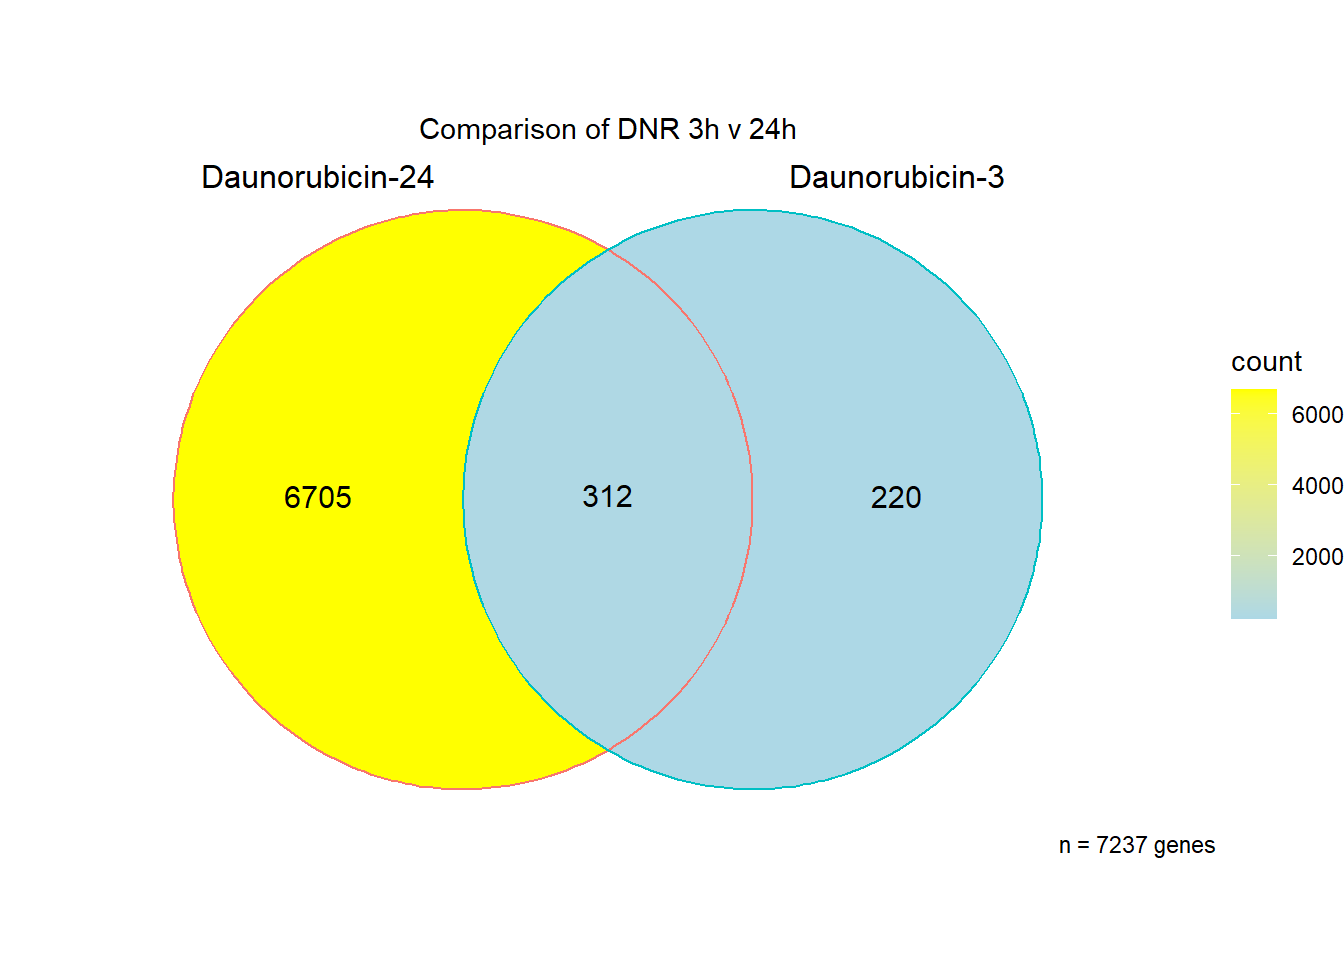 Comparison of DNR 3h v 24h
Daunorubicin-24
Daunorubicin-3
6705
312
220
count
6000
4000
2000
n = 7237 genes